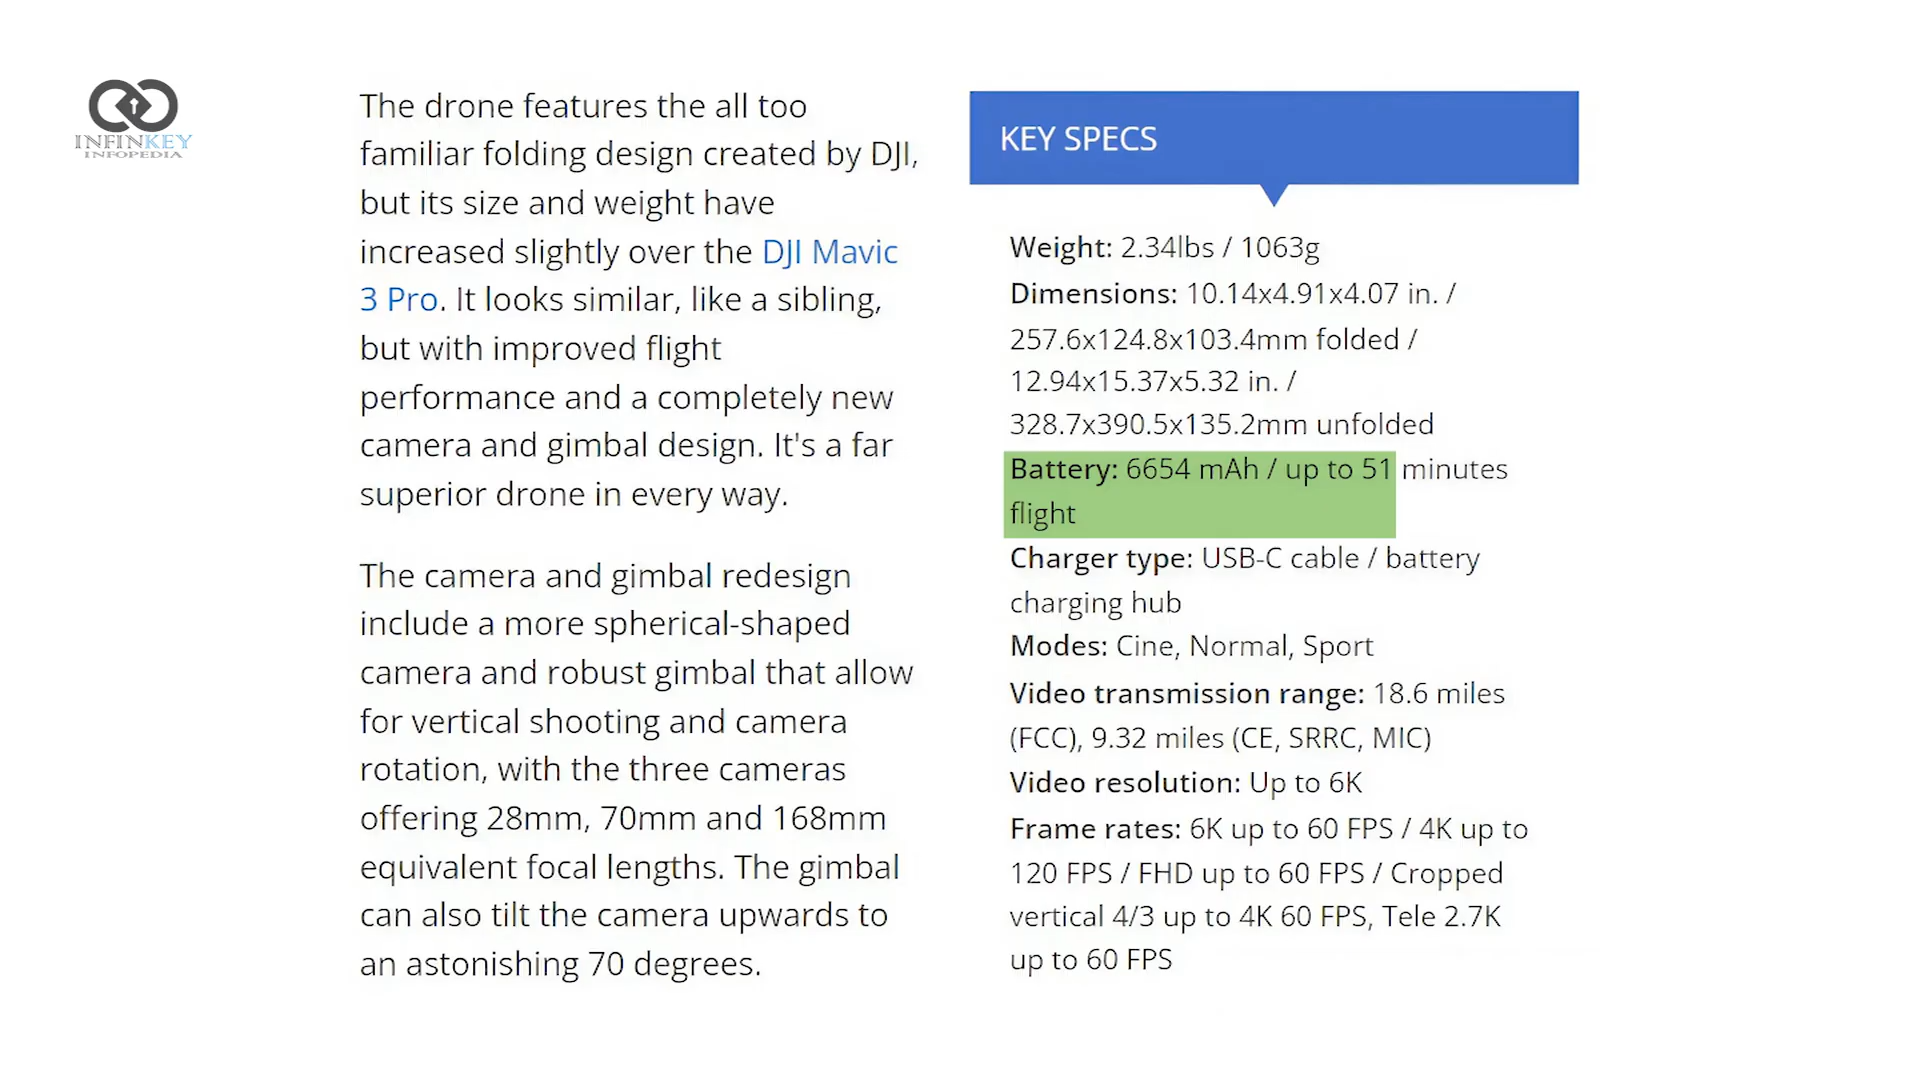 INFINKEY
INFOPEDIA
The drone features the all too
familiar folding design created by DJI,
but its size and weight have
increased slightly over the DJI Mavic
3 Pro. It looks similar, like a sibling,
but with improved flight
performance and a completely new
camera and gimbal design. It's a far
superior drone in every way.
The camera and gimbal redesign
include a more spherical-shaped
camera and robust gimbal that allow
for vertical shooting and camera
rotation, with the three cameras
offering 28mm, 70mm and 168mm
equivalent focal lengths. The gimbal
can also tilt the camera upwards to
an astonishing 70 degrees.
KEY SPECS
Weight: 2.34lbs / 1063g
Dimensions: 10.14x4.91x4.07 in. /
257.6x124.8x103.4mm folded /
12.94x15.37x5.32 in. /
328.7x390.5x135.2mm unfolded
Battery: 6654 mAh / up to 51 minutes
flight
Charger type: USB-C cable / battery
charging hub
Modes: Cine, Normal, Sport
Video transmission range: 18.6 miles
(FCC), 9.32 miles (CE, SRRC, MIC)
Video resolution: Up to 6K
Frame rates: 6K up to 60 FPS / 4K up to
120 FPS / FHD up to 60 FPS / Cropped
vertical 4/3 up to 4K 60 FPS, Tele 2.7K
up to 60 FPS